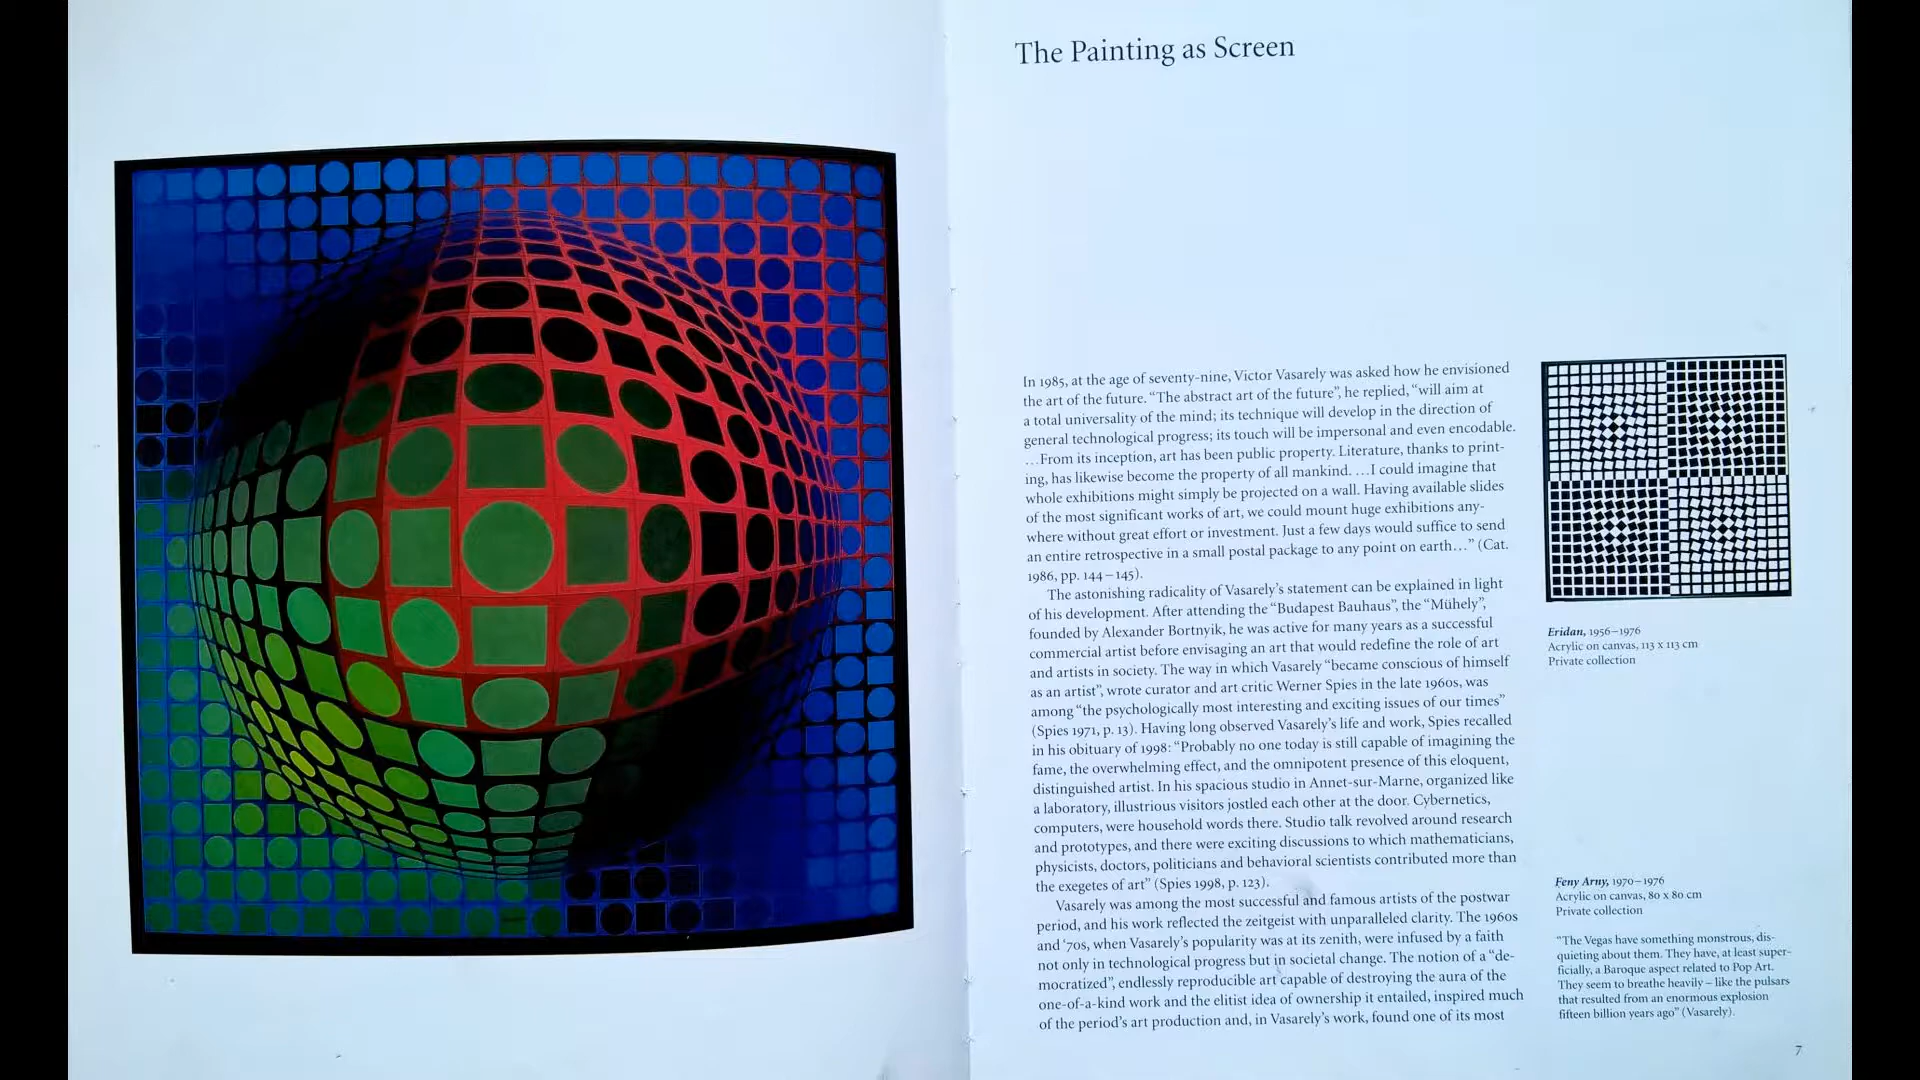 The Painting as Screen
In 1985, at the age of seventy-nine, Victor Vasarely was asked how he envisioned
the art of the future. “The abstract art of the future”, he replied, “will aim at
a total universality of the mind; its technique will develop in the direction of
general technological progress; its touch will be impersonal and even encodable.
…From its inception, art has been public property. Literature, thanks to print-
ing, has likewise become the property of all mankind. …I could imagine that
whole exhibitions might simply be projected on a wall. Having available slides
of the most significant works of art, we could mount huge exhibitions any-
where without great effort or investment. Just a few days would suffice to send
an entire retrospective in a small postal package to any point on earth…” (Cat.
1986, pp. 144–145).
The astonishing radicality of Vasarely’s statement can be explained in light
of his development. After attending the “Budapest Bauhaus”, the “Mühely”,
founded by Alexander Bortnyik, he was active for many years as a successful
commercial artist before envisaging an art that would redefine the role of art
and artists in society. The way in which Vasarely “became conscious of himself
as an artist”, wrote curator and art critic Werner Spies in the late 1960s, was
among “the psychologically most interesting and exciting issues of our times”
(Spies 1971, p. 13). Having long observed Vasarely’s life and work, Spies recalled
in his obituary of 1998: “Probably no one today is still capable of imagining the
fame, the overwhelming effect, and the omnipotent presence of this eloquent,
distinguished artist. In his spacious studio in Annet-sur-Marne, organized like
a laboratory, illustrious visitors jostled each other at the door. Cybernetics,
computers, were household words there. Studio talk revolved around research
and prototypes, and there were exciting discussions to which mathematicians,
physicists, doctors, politicians and behavioral scientists contributed more than
the exegetes of art” (Spies 1998, p. 123).
Vasarely was among the most successful and famous artists of the postwar
period, and his work reflected the zeitgeist with unparalleled clarity. The 1960s
and ’70s, when Vasarely’s popularity was at its zenith, were infused by a faith
not only in technological progress but in societal change. The notion of a “de-
mocratized”, endlessly reproducible art capable of destroying the aura of the
one-of-a-kind work and the elitist idea of ownership it entailed, inspired much
of the period’s art production and, in Vasarely’s work, found one of its most
Eridan, 1956–1976
Acrylic on canvas, 113 x 113 cm
Private collection
Feny Arny, 1970–1976
Acrylic on canvas, 80 x 80 cm
Private collection
“The Vegas have something monstrous, dis-
quieting about them. They have, at least super-
ficially, a Baroque aspect related to Pop Art.
They seem to breathe heavily – like the pulsars
that resulted from an enormous explosion
fifteen billion years ago” (Vasarely).
7